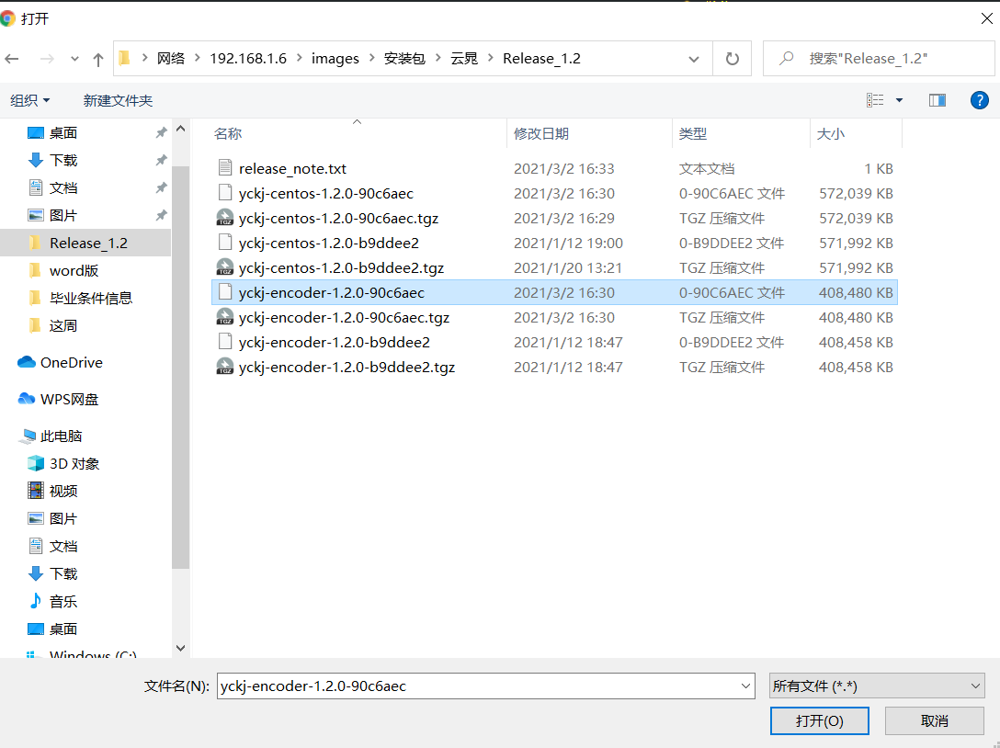 打开
网络 192.168.1.6 images 安装包 云晃 Release_1.2
搜索"Release_1.2"
组织 新建文件夹
桌面
下载
文档
图片
Release_1.2
word版
毕业条件信息
这周
OneDrive
WPS网盘
此电脑
3D 对象
视频
图片
文档
下载
音乐
桌面
Windows (C:)
名称 修改日期 类型 大小
release_note.txt 2021/3/2 16:33 文本文档 1 KB
yckj-centos-1.2.0-90c6aec 2021/3/2 16:30 0-90C6AEC 文件 572,039 KB
yckj-centos-1.2.0-90c6aec.tgz 2021/3/2 16:29 TGZ 压缩文件 572,039 KB
yckj-centos-1.2.0-b9ddee2 2021/1/12 19:00 0-B9DDEE2 文件 571,992 KB
yckj-centos-1.2.0-b9ddee2.tgz 2021/1/20 13:21 TGZ 压缩文件 571,992 KB
yckj-encoder-1.2.0-90c6aec 2021/3/2 16:30 0-90C6AEC 文件 408,480 KB
yckj-encoder-1.2.0-90c6aec.tgz 2021/3/2 16:30 TGZ 压缩文件 408,480 KB
yckj-encoder-1.2.0-b9ddee2 2021/1/12 18:47 0-B9DDEE2 文件 408,458 KB
yckj-encoder-1.2.0-b9ddee2.tgz 2021/1/12 18:47 TGZ 压缩文件 408,458 KB
文件名(N): yckj-encoder-1.2.0-90c6aec 所有文件 (*.*)
打开(O) 取消